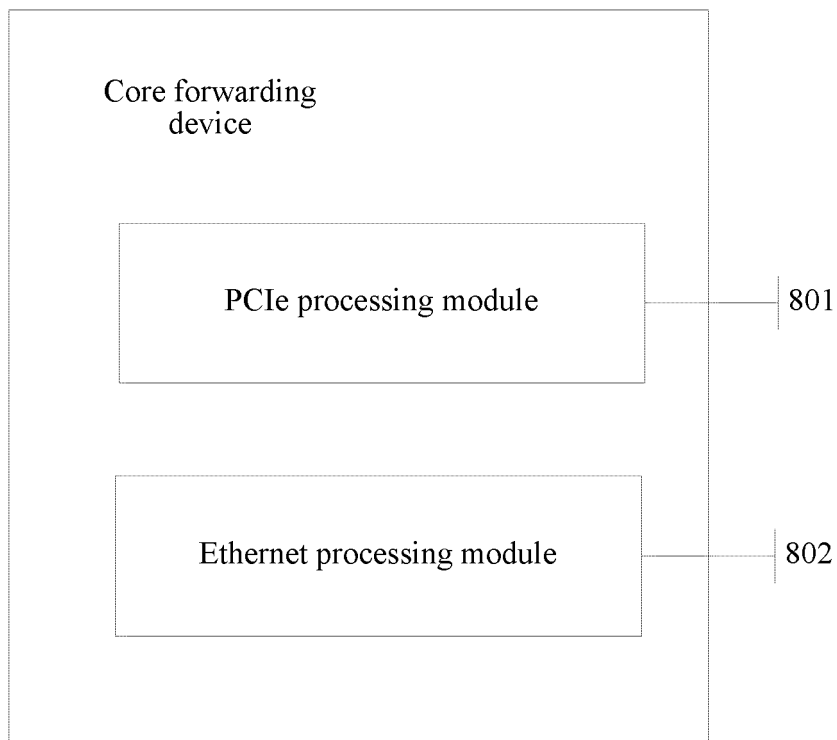 Core forwarding
device
PCIe processing module
801
Ethernet processing module
802